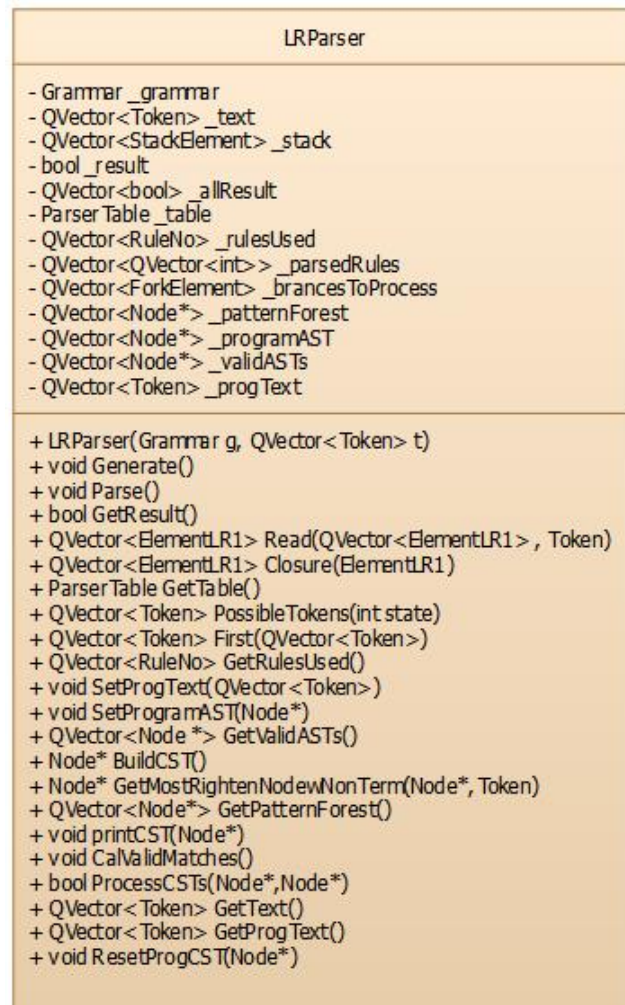 LRParser
- Grammar _grammar
- QVector<Token> _text
- QVector<StackElement> _stack
- bool _result
- QVector<bool> _allResult
- ParserTable _table
- QVector<RuleNo> _rulesUsed
- QVector<QVector<int>> _parsedRules
- QVector<ForkElement> _brancesToProcess
- QVector<Node*> _patternForest
- QVector<Node*> _programAST
- QVector<Node*> _validASTs
- QVector<Token> _progText
+ LRParser(Grammar g, QVector<Token> t)
+ void Generate()
+ void Parse()
+ bool GetResult()
+ QVector<ElementLR1> Read(QVector<ElementLR1> , Token)
+ QVector<ElementLR1> Closure(ElementLR1)
+ ParserTable GetTable()
+ QVector<Token> PossibleTokens(int state)
+ QVector<Token> First(QVector<Token>)
+ QVector<RuleNo> GetRulesUsed()
+ void SetProgText(QVector<Token>)
+ void SetProgramAST(Node*)
+ QVector<Node *> GetValidASTs()
+ Node* BuildCST()
+ Node* GetMostRightenNodewNonTerm(Node*, Token)
+ QVector<Node*> GetPatternForest()
+ void printCST(Node*)
+ void CalValidMatches()
+ bool ProcessCSTs(Node*,Node*)
+ QVector<Token> GetText()
+ QVector<Token> GetProgText()
+ void ResetProgCST(Node*)